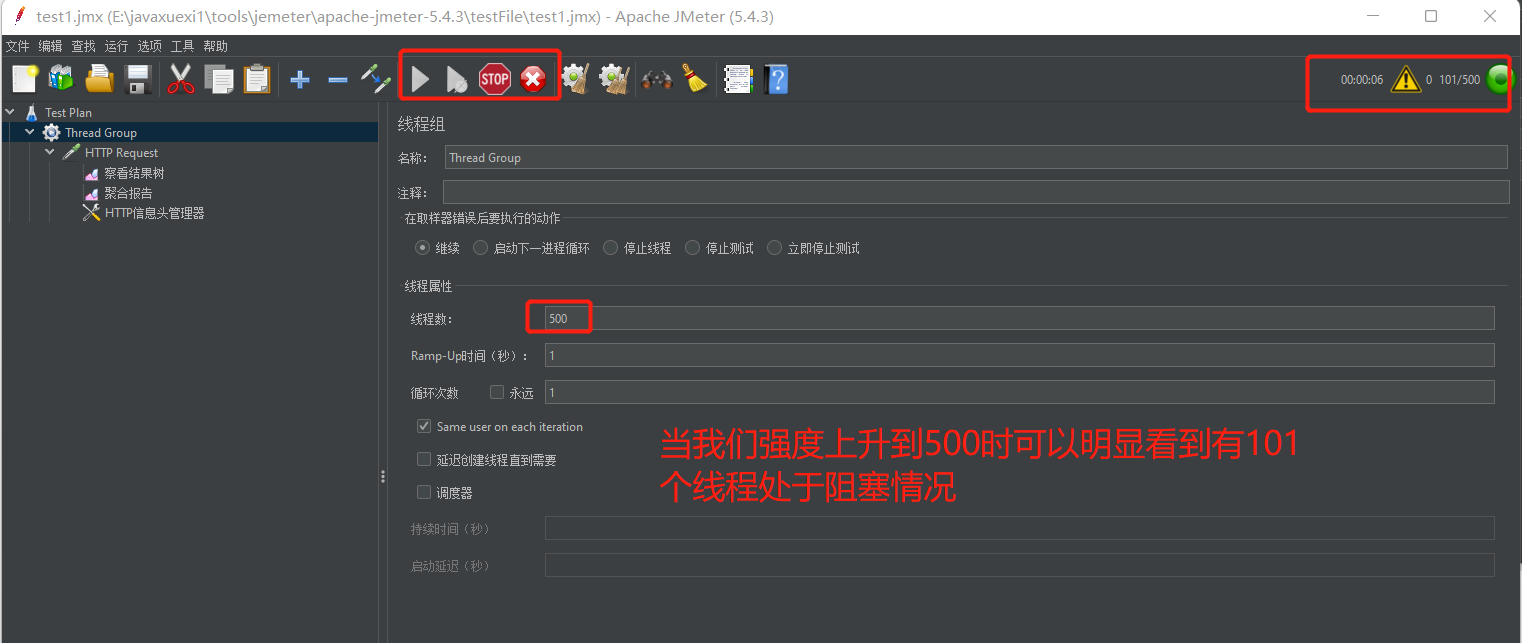 test1.jmx (E:\javaxuexi1\tools\jemeter\apache-jmeter-5.4.3\testFile\test1.jmx) - Apache JMeter (5.4.3)
文件 编辑 查找 运行 选项 工具 帮助
STOP
00:00:06 0 101/500
Test Plan
Thread Group
HTTP Request
察看结果树
聚合报告
HTTP信息头管理器
线程组
名称: Thread Group
注释:
在取样器错误后要执行的动作
继续 启动下一进程循环 停止线程 停止测试 立即停止测试
线程属性
线程数: 500
Ramp-Up时间（秒）: 1
循环次数 永远 1
Same user on each iteration
延迟创建线程直到需要
调度器
持续时间（秒）
启动延迟（秒）
当我们强度上升到500时可以明显看到有101
个线程处于阻塞情况